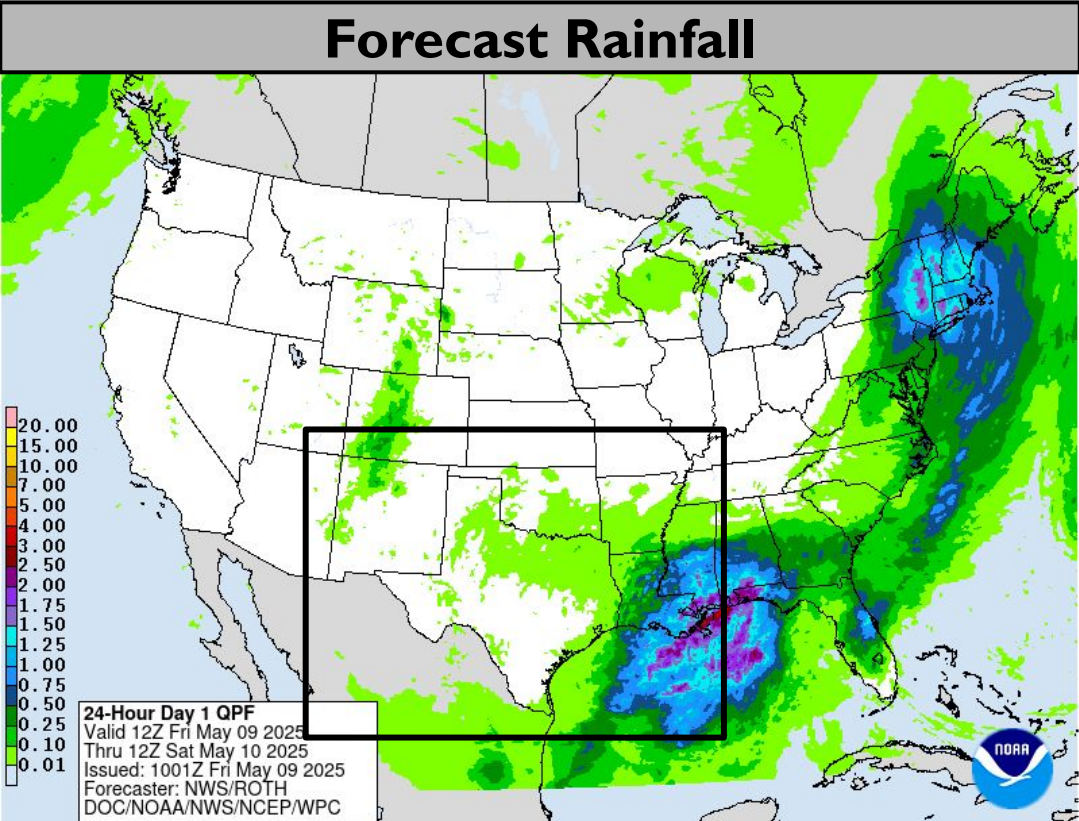 Forecast Rainfall
20.00
15.00
10.00
7.00
5.00
4.00
3.00
2.50
2.00
1.75
1.50
1.25
1.00
0.75
0.50
0.25
0.10
0.01
24-Hour Day 1 QPF
Valid 12Z Fri May 09 2025
Thru 12Z Sat May 10 2025
Issued: 1001Z Fri May 09 2025
Forecaster: NWS/ROTH
DOC/NOAA/NWS/NCEP/WPC
NOAA